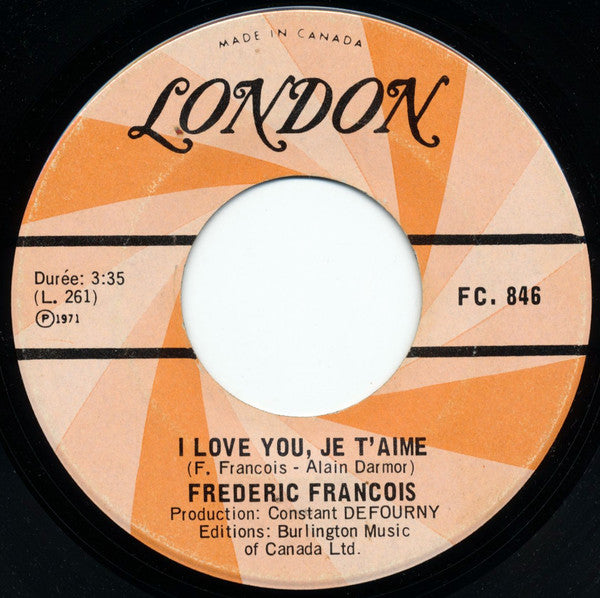 MADE IN CANADA
LONDON
Durée: 3:35
(L. 261)
Ⓟ1971
FC. 846
I LOVE YOU, JE T'AIME
(F. Francois - Alain Darmor)
FREDERIC FRANCOIS
Production: Constant DEFOURNY
Editions: Burlington Music
of Canada Ltd.